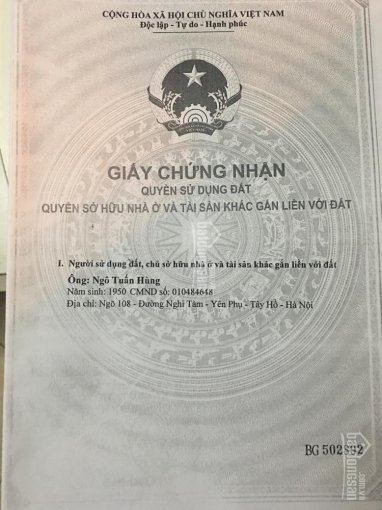 CỘNG HÒA XÃ HỘI CHỦ NGHĨA VIỆT NAM
Độc lập - Tự do - Hạnh phúc
GIẤY CHỨNG NHẬN
QUYỀN SỬ DỤNG ĐẤT
QUYỀN SỞ HỮU NHÀ Ở VÀ TÀI SẢN KHÁC GẮN LIỀN VỚI ĐẤT
I. Người sử dụng đất, chủ sở hữu nhà ở và tài sản khác gắn liền với đất
Ông: Ngô Tuấn Hùng
Năm sinh: 1950 CMND số: 010484648
Địa chỉ: Ngõ 108 - Đường Nghi Tàm - Yên Phụ - Tây Hồ - Hà Nội
BG 502892
batdongsan
.com.vn